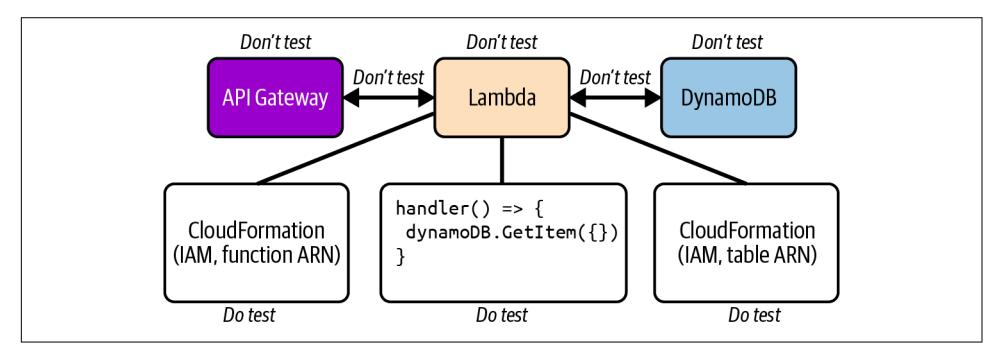 Don't test
Don't test
Don't test
API Gateway
Don't test
Lambda
Don't test
DynamoDB
CloudFormation
(IAM, function ARN)
handler() => {
 dynamoDB.GetItem({})
}
CloudFormation
(IAM, table ARN)
Do test
Do test
Do test